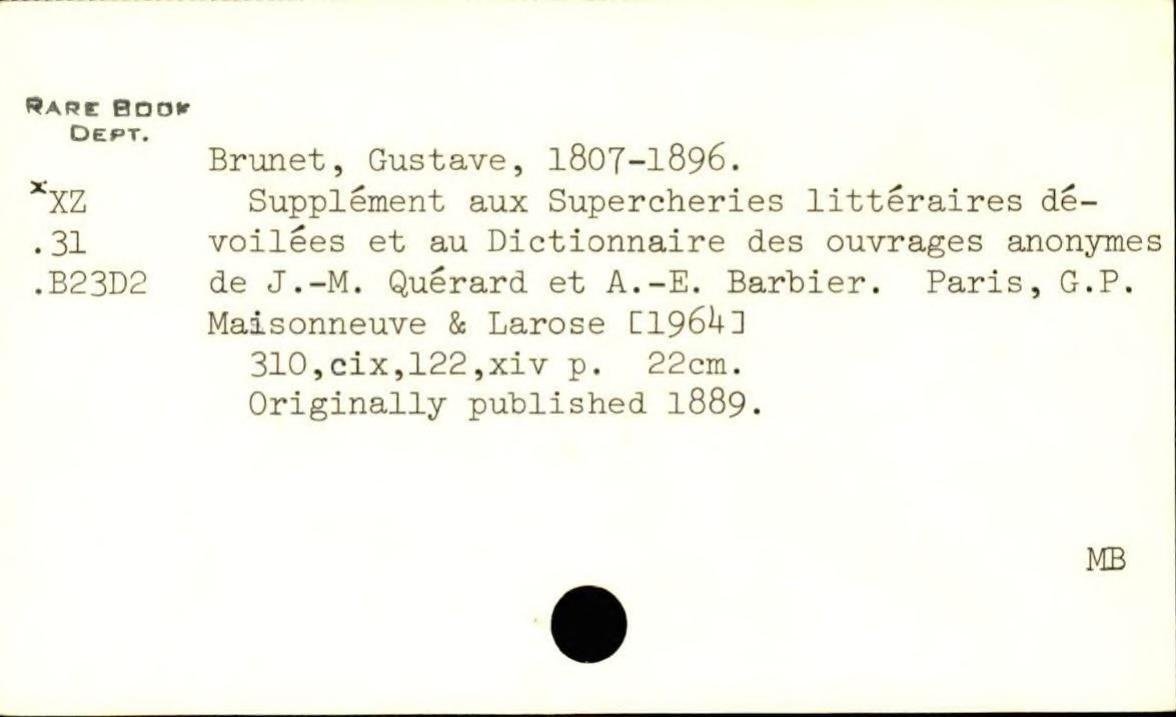 RARE BOOK
DEPT.
Brunet, Gustave, 1807-1896.
xXZ Supplément aux Supercheries littéraires dé-
.31 voilées et au Dictionnaire des ouvrages anonymes
.B23D2 de J.-M. Quérard et A.-E. Barbier. Paris, G.P.
Maisonneuve & Larose [1964]
310,cix,122,xiv p. 22cm.
Originally published 1889.
MB